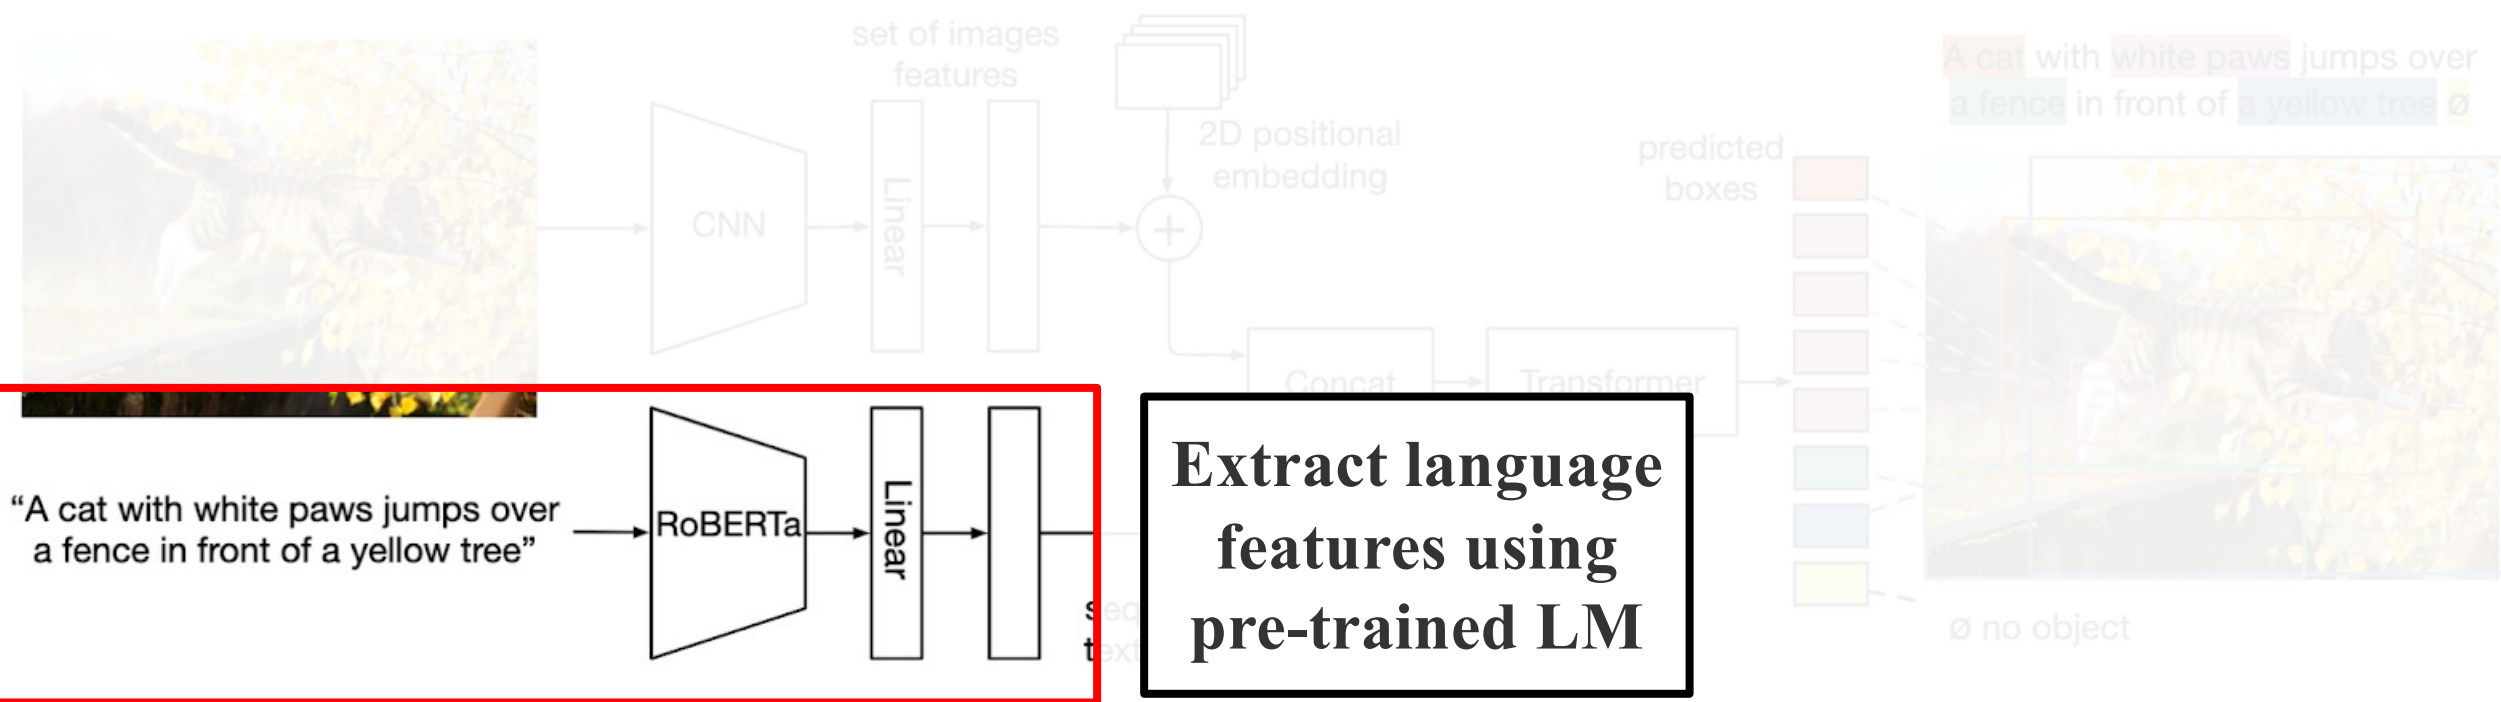 set of images
features
2D positional
embedding
CNN
Linear
+
Concat
Transformer
predicted
boxes
A cat with white paws jumps over
a fence in front of a yellow tree ø
ø no object
“A cat with white paws jumps over
a fence in front of a yellow tree”
RoBERTa
Linear
Extract language
features using
pre-trained LM